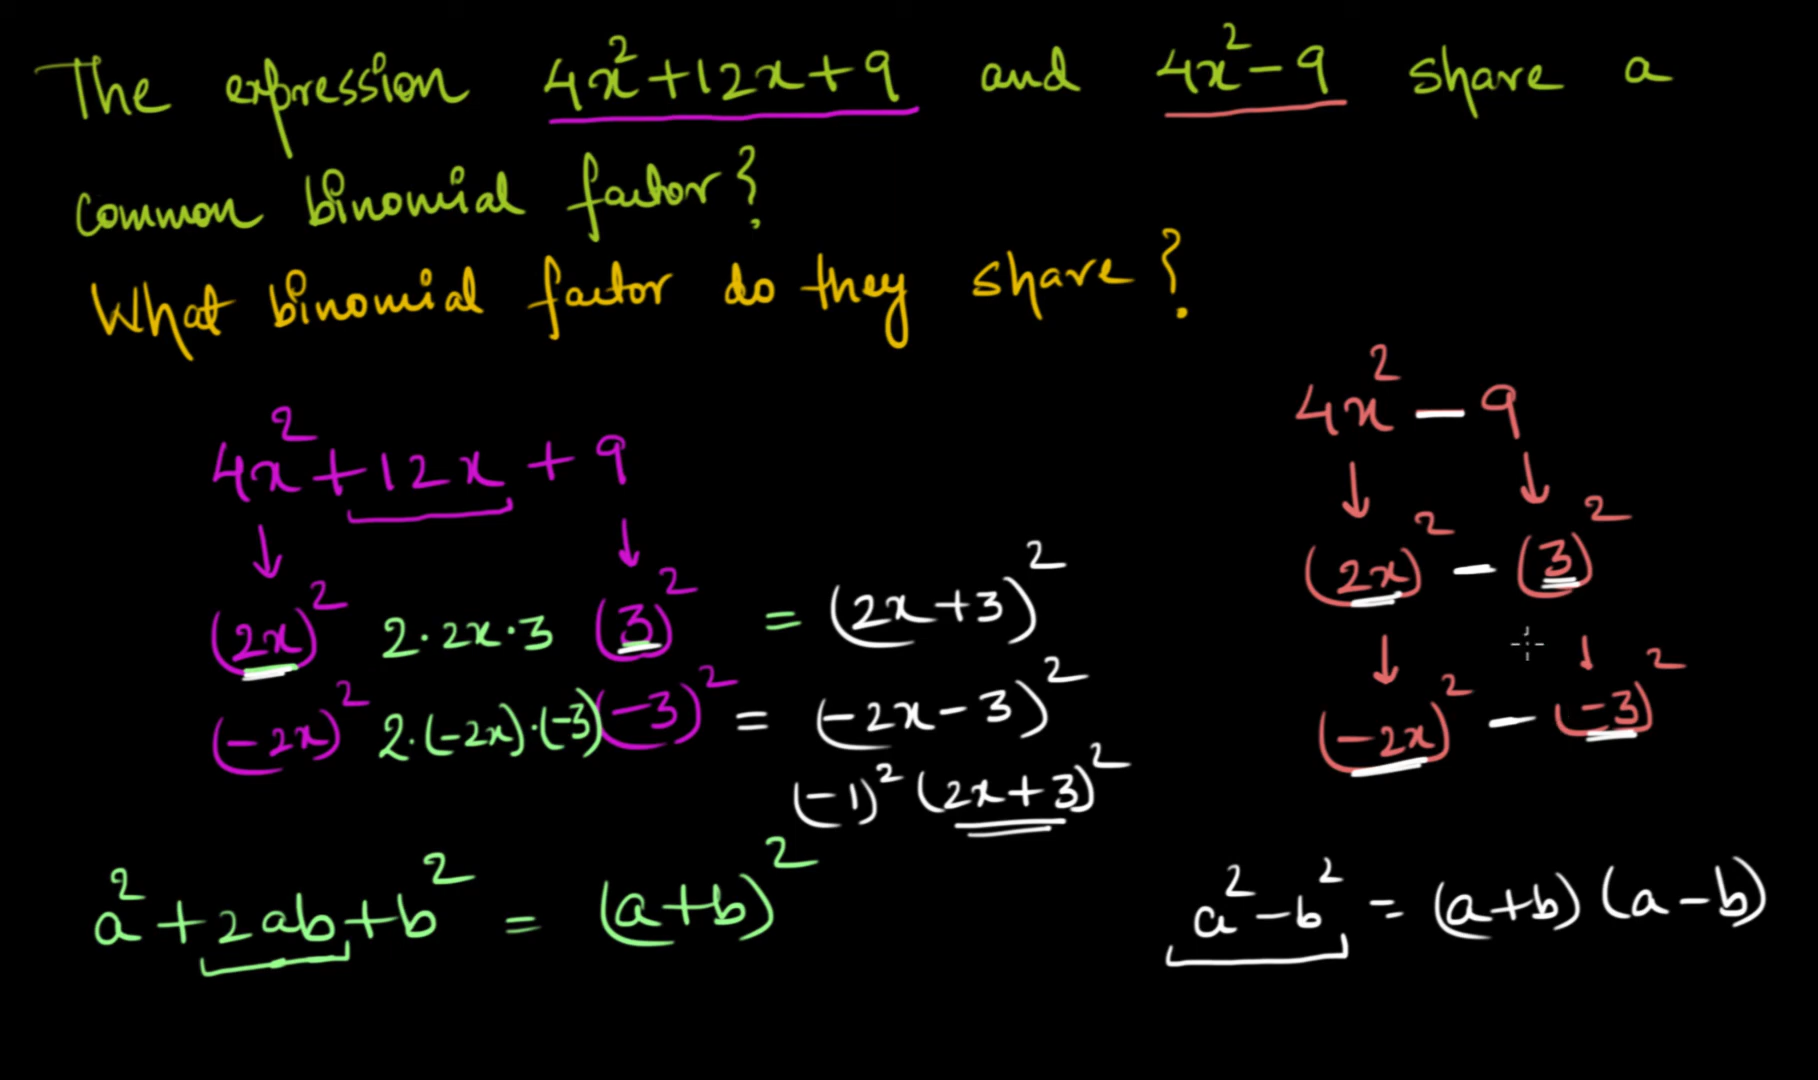 The expression 4x²+12x+9 and 4x²-9 share a
common binomial factor?
What binomial factor do they share?
4x²+12x+9
(2x)² 2·2x·3 (3)² = (2x+3)²
(-2x)² 2·(-2x)·(-3)(-3)² = (-2x-3)²
(-1)² (2x+3)²
a²+2ab+b² = (a+b)²
4x²-9
(2x)² - (3)²
(-2x)² - (-3)²
a²-b² = (a+b)(a-b)